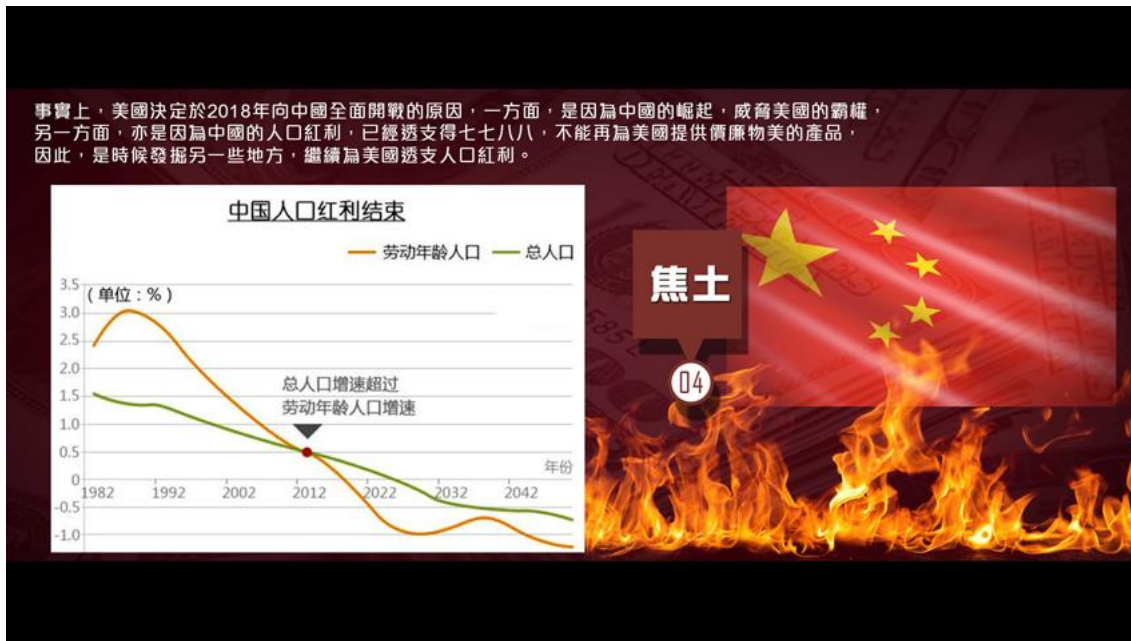 事實上，美國決定於2018年向中國全面開戰的原因，一方面，是因為中國的崛起，威脅美國的霸權，
另一方面，亦是因為中國的人口紅利，已經透支得七七八八，不能再為美國提供價廉物美的產品，
因此，是時候發掘另一些地方，繼續為美國透支人口紅利。
中国人口红利结束
劳动年龄人口 总人口
(单位：%)
3.5
3.0
2.5
2.0
1.5
1.0
0.5
0
-0.5
-1.0
总人口增速超过
劳动年龄人口增速
年份
1982 1992 2002 2012 2022 2032 2042
焦土
04